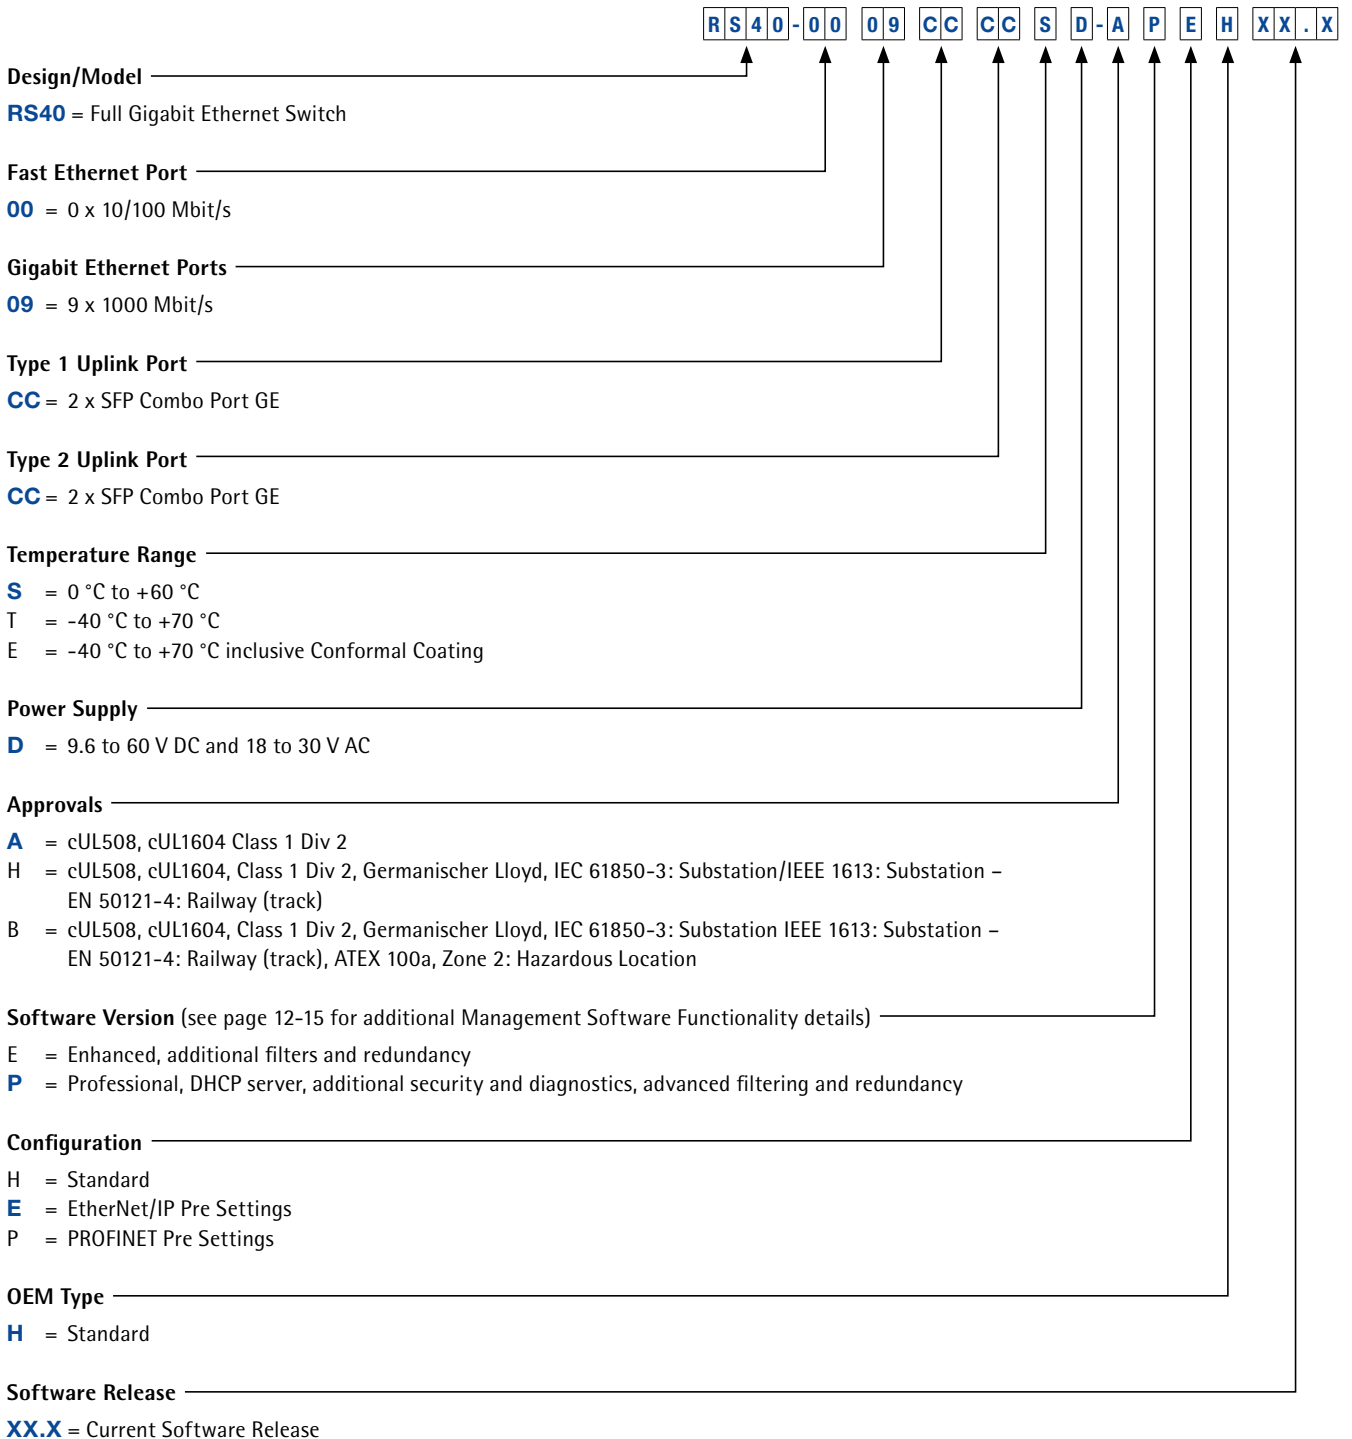 RS40-00 09 CC CC S D-A P E H XX.X
Design/Model
RS40 = Full Gigabit Ethernet Switch
Fast Ethernet Port
00 = 0 x 10/100 Mbit/s
Gigabit Ethernet Ports
09 = 9 x 1000 Mbit/s
Type 1 Uplink Port
CC = 2 x SFP Combo Port GE
Type 2 Uplink Port
CC = 2 x SFP Combo Port GE
Temperature Range
S = 0 °C to +60 °C
T = -40 °C to +70 °C
E = -40 °C to +70 °C inclusive Conformal Coating
Power Supply
D = 9.6 to 60 V DC and 18 to 30 V AC
Approvals
A = cUL508, cUL1604 Class 1 Div 2
H = cUL508, cUL1604, Class 1 Div 2, Germanischer Lloyd, IEC 61850-3: Substation/IEEE 1613: Substation –
EN 50121-4: Railway (track)
B = cUL508, cUL1604, Class 1 Div 2, Germanischer Lloyd, IEC 61850-3: Substation IEEE 1613: Substation –
EN 50121-4: Railway (track), ATEX 100a, Zone 2: Hazardous Location
Software Version (see page 12-15 for additional Management Software Functionality details)
E = Enhanced, additional filters and redundancy
P = Professional, DHCP server, additional security and diagnostics, advanced filtering and redundancy
Configuration
H = Standard
E = EtherNet/IP Pre Settings
P = PROFINET Pre Settings
OEM Type
H = Standard
Software Release
XX.X = Current Software Release